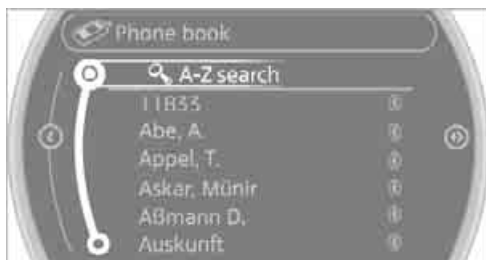 Phone book
A-Z search
11833
Abe, A.
Appel, T.
Askar, Münir
Aßmann D.
Auskunft